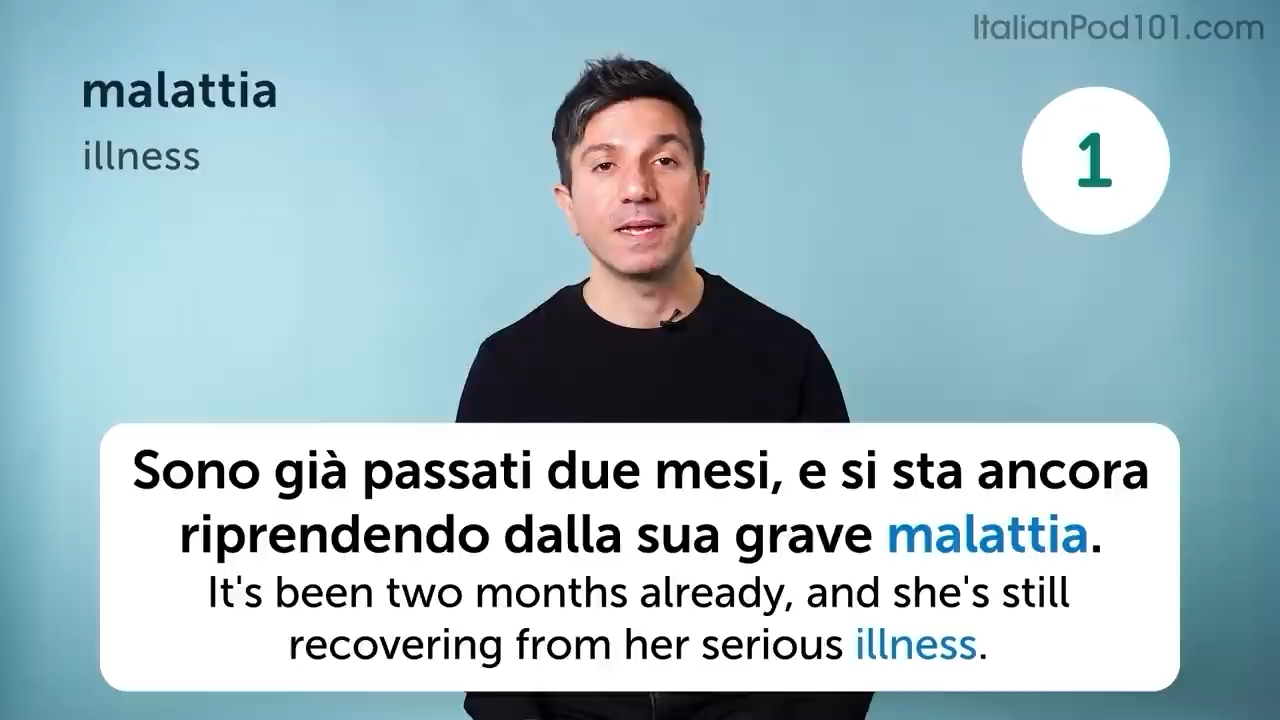 ItalianPod101.com
malattia
illness
1
Sono già passati due mesi, e si sta ancora
riprendendo dalla sua grave malattia.
It's been two months already, and she's still
recovering from her serious illness.